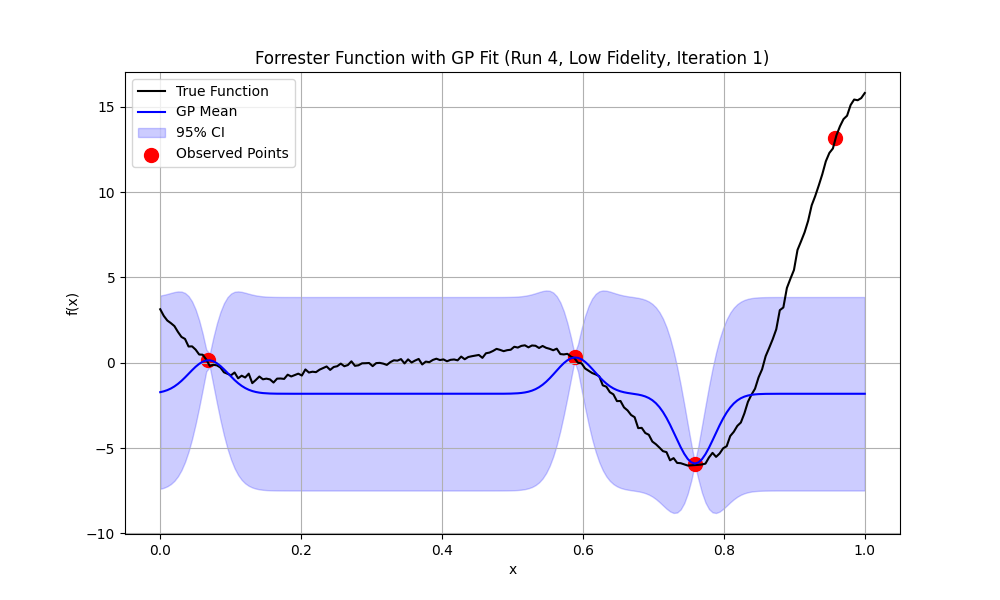 Forrester Function with GP Fit (Run 4, Low Fidelity, Iteration 1)
True Function
GP Mean
95% CI
Observed Points
f(x)
15
10
5
0
−5
−10
0.0 0.2 0.4 0.6 0.8 1.0
x